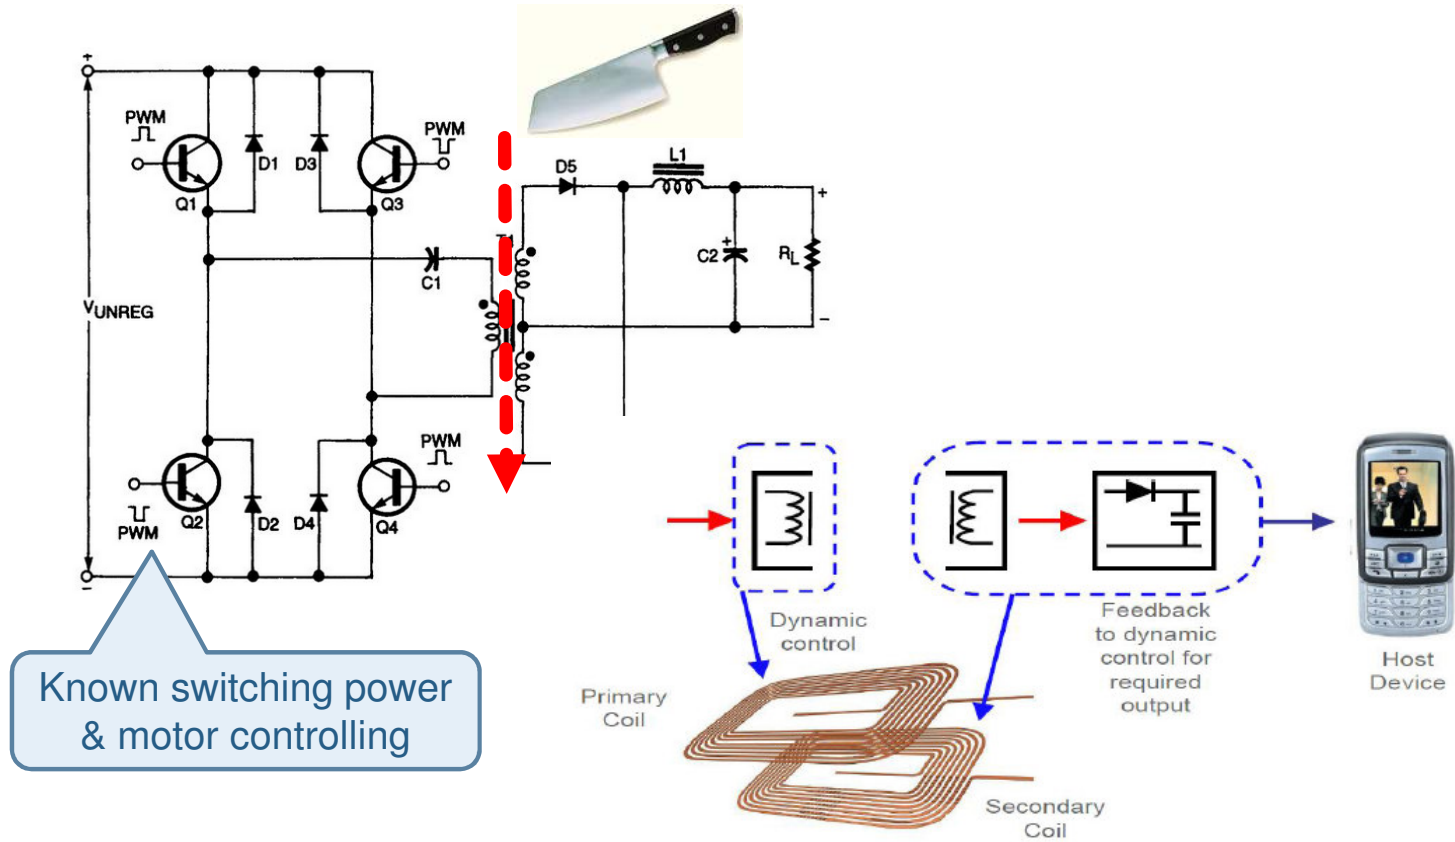 +
PWM
PWM
D1
D3
Q1
Q3
D5
L1
+
C1
+
C2
RL
−
VUNREG
PWM
PWM
Q2
D2
D4
Q4
−
Known switching power
& motor controlling
Dynamic
control
Feedback
to dynamic
control for
required
output
Host
Device
Primary
Coil
Secondary
Coil